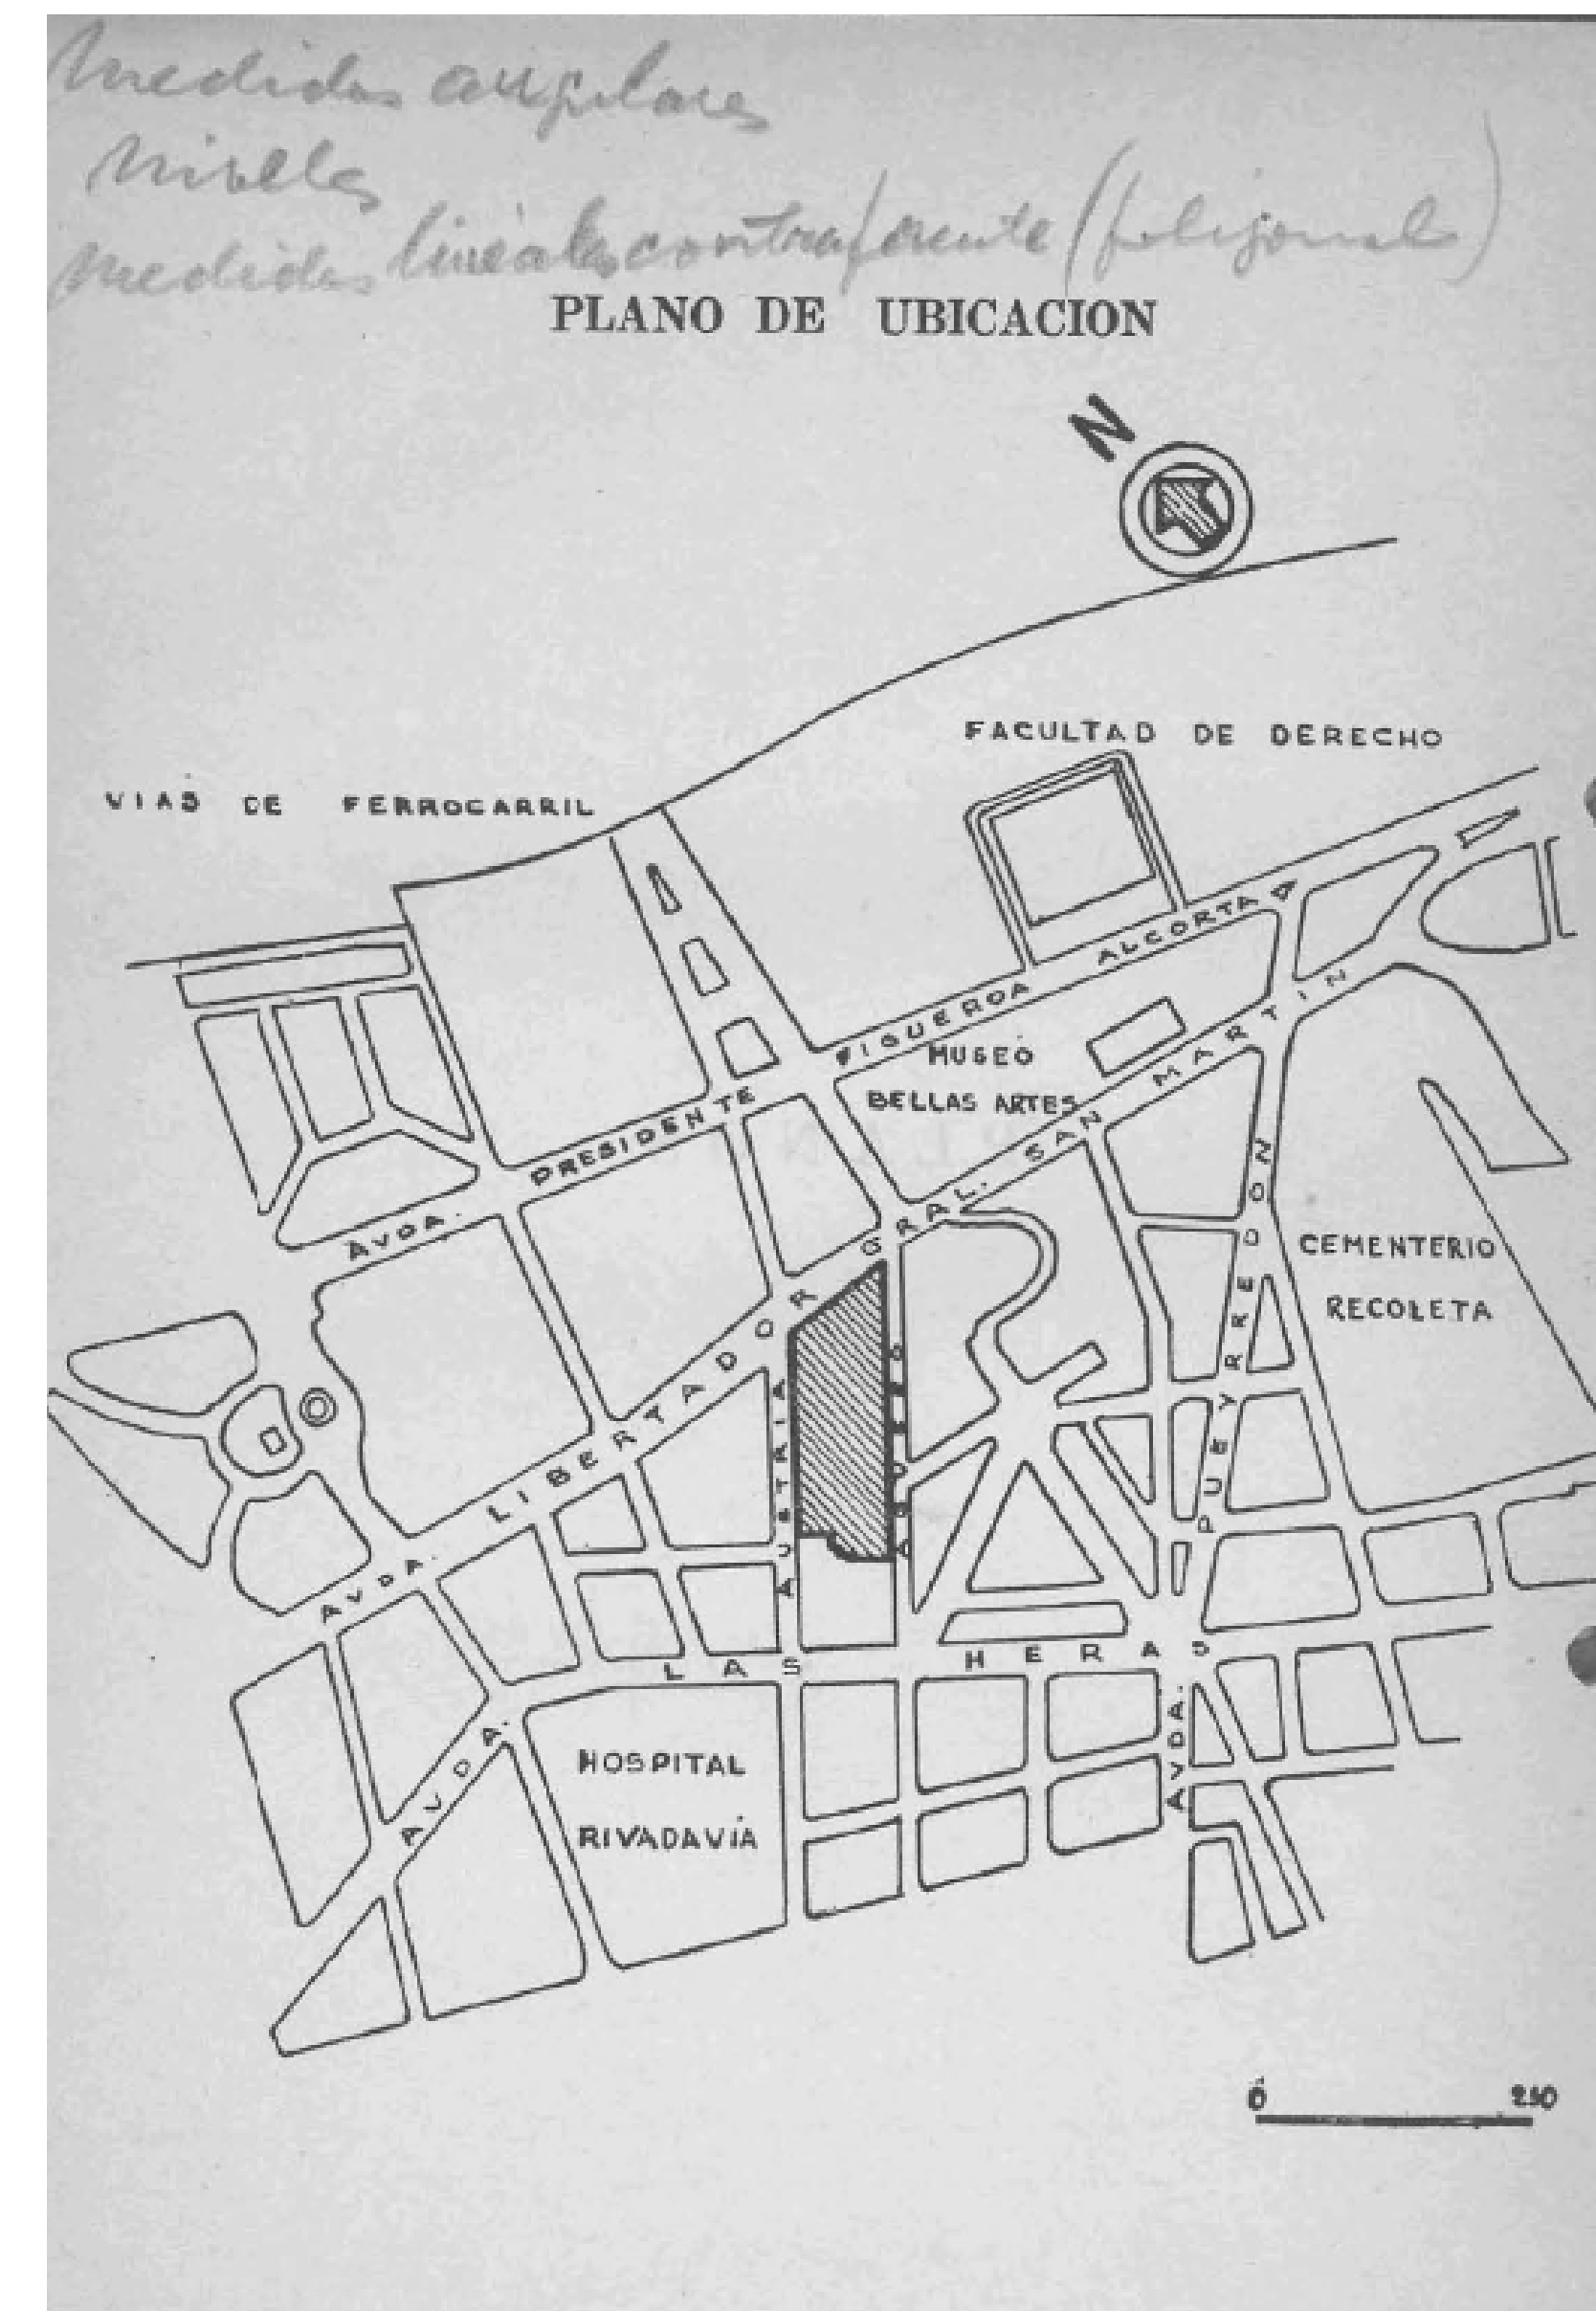 Medidas angulares
Niveles
Medidas lineales contrafrente (poligonal)
PLANO DE UBICACION
N
FACULTAD DE DERECHO
VIAS DE FERROCARRIL
AVDA. PRESIDENTE FIGUEROA ALCORTA
MUSEO
BELLAS ARTES
AVDA. LIBERTADOR GRAL. SAN MARTIN
CEMENTERIO
RECOLETA
AUSTRIA
AVDA. PUEYRREDON
AVDA. LAS HERAS
HOSPITAL
RIVADAVIA
0 250